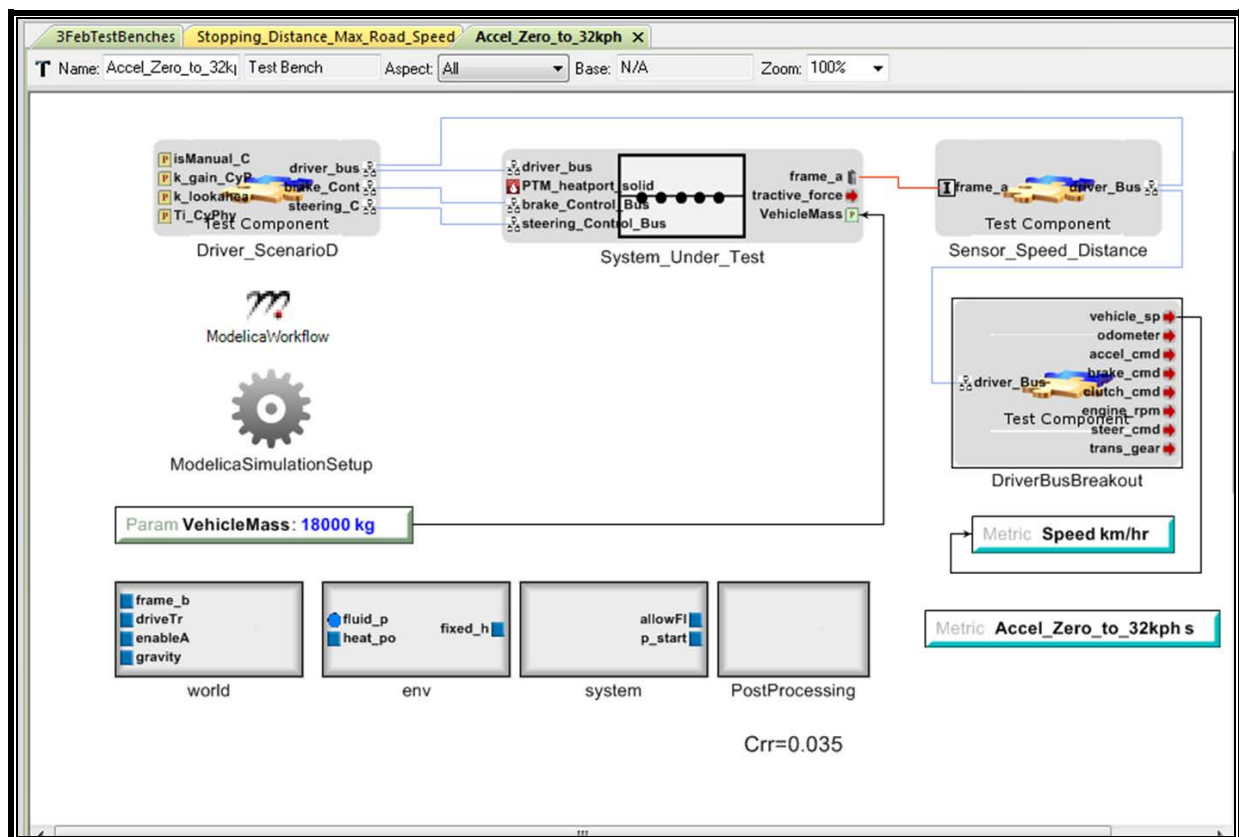 3FebTestBenches Stopping_Distance_Max_Road_Speed Accel_Zero_to_32kph X
T Name: Accel_Zero_to_32kp Test Bench Aspect: All Base: N/A Zoom: 100%
P isManual_C
P k_gain_CyP
P k_lookahea
P Ti_CyPhy
driver_bus
brake_Cont
steering_C
Test Component
Driver_ScenarioD
driver_bus
PTM_heatport_solid
brake_Control_Bus
steering_Control_Bus
frame_a
tractive_force
VehicleMass P
System_Under_Test
I frame_a
driver_Bus
Test Component
Sensor_Speed_Distance
m
ModelicaWorkflow
ModelicaSimulationSetup
driver_Bus
vehicle_sp
odometer
accel_cmd
brake_cmd
clutch_cmd
engine_rpm
steer_cmd
trans_gear
Test Component
DriverBusBreakout
Param VehicleMass: 18000 kg
Metric Speed km/hr
Metric Accel_Zero_to_32kph s
frame_b
driveTr
enableA
gravity
world
fluid_p
heat_po
fixed_h
env
allowFl
p_start
system
PostProcessing
Crr=0.035